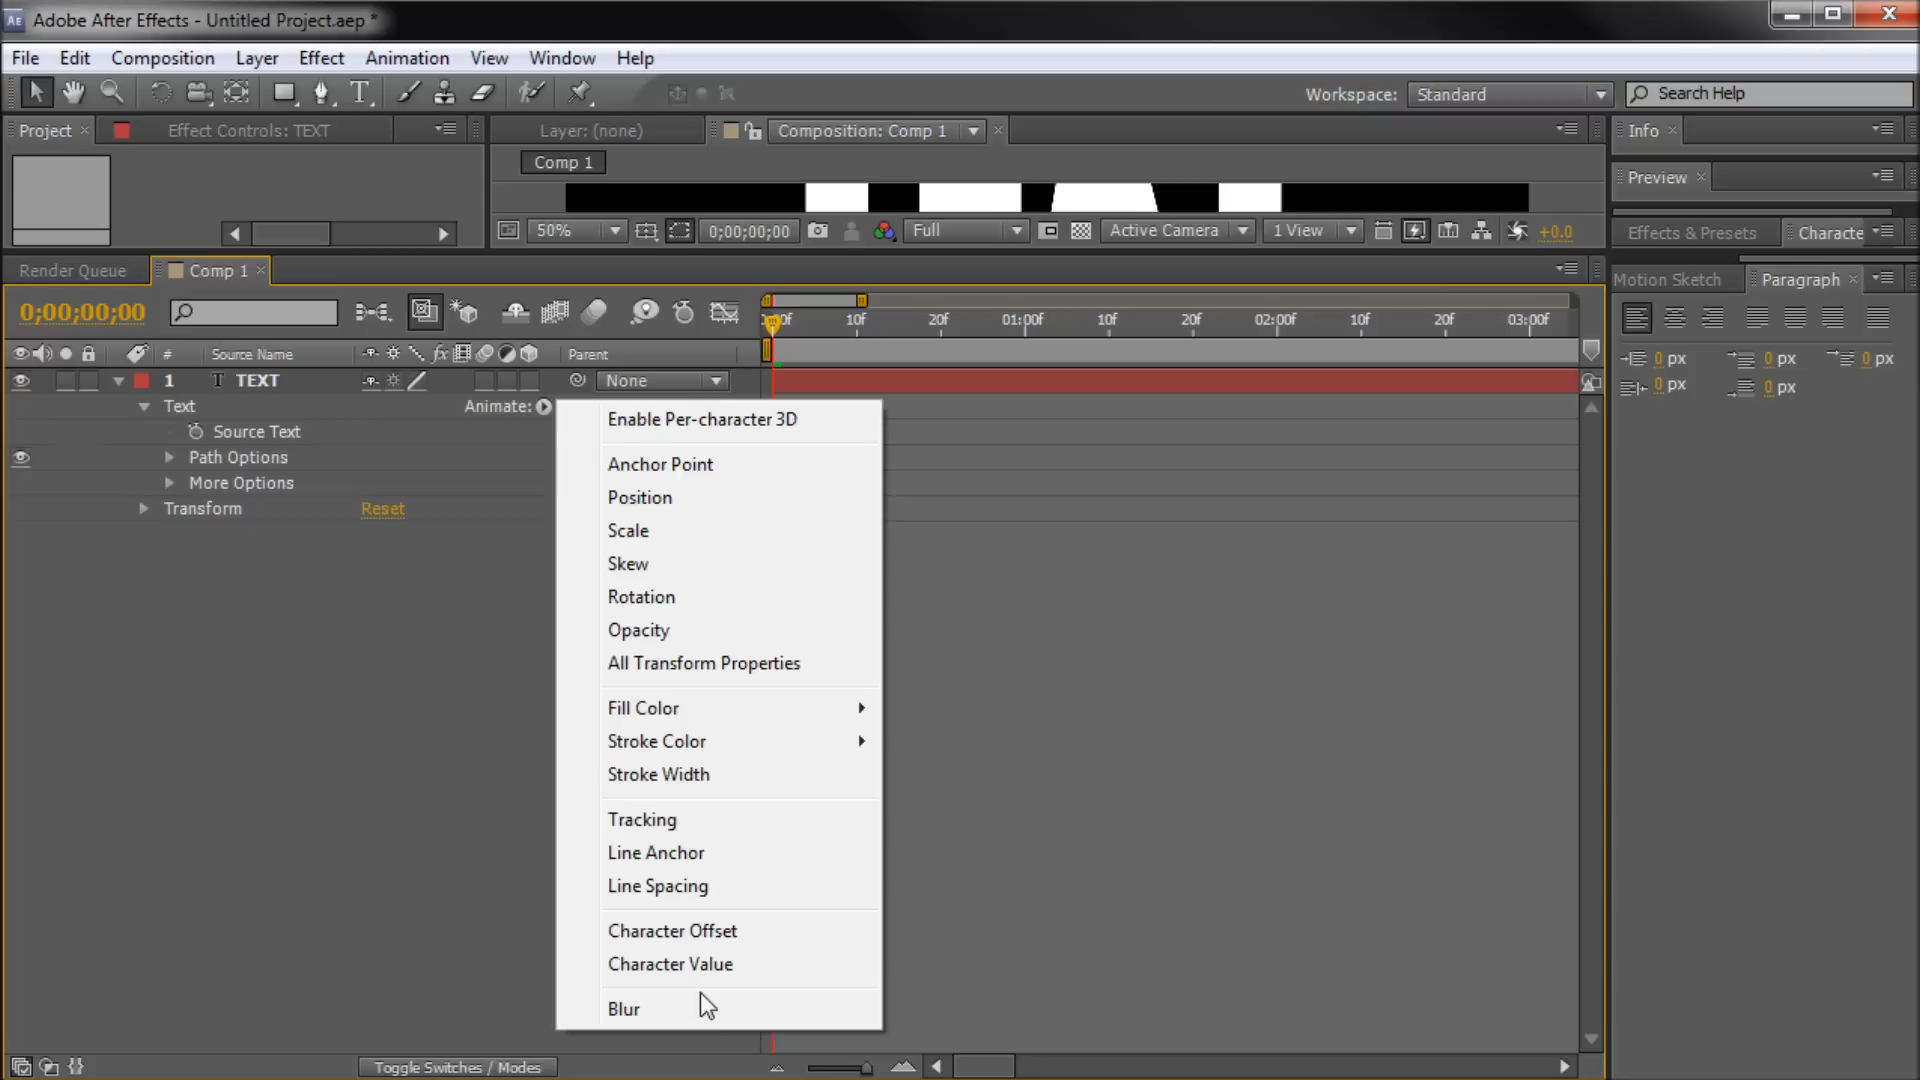 Adobe After Effects - Untitled Project.aep *
File Edit Composition Layer Effect Animation View Window Help
Workspace: Standard Search Help
Project Effect Controls: TEXT Layer: (none) Composition: Comp 1 Info
Comp 1
Preview
50% 0;00;00;00 Full Active Camera 1 View +0.0
Effects & Presets Characte
Render Queue Comp 1
Motion Sketch Paragraph
0;00;00;00
10f 20f 01:00f 10f 20f 02:00f 10f 20f 03:00f
# Source Name fx Parent
0 px 0 px 0 px
0 px 0 px
1 T TEXT None
Text Animate:
Source Text
Path Options
More Options
Transform Reset
Enable Per-character 3D
Anchor Point
Position
Scale
Skew
Rotation
Opacity
All Transform Properties
Fill Color
Stroke Color
Stroke Width
Tracking
Line Anchor
Line Spacing
Character Offset
Character Value
Blur
Toggle Switches / Modes